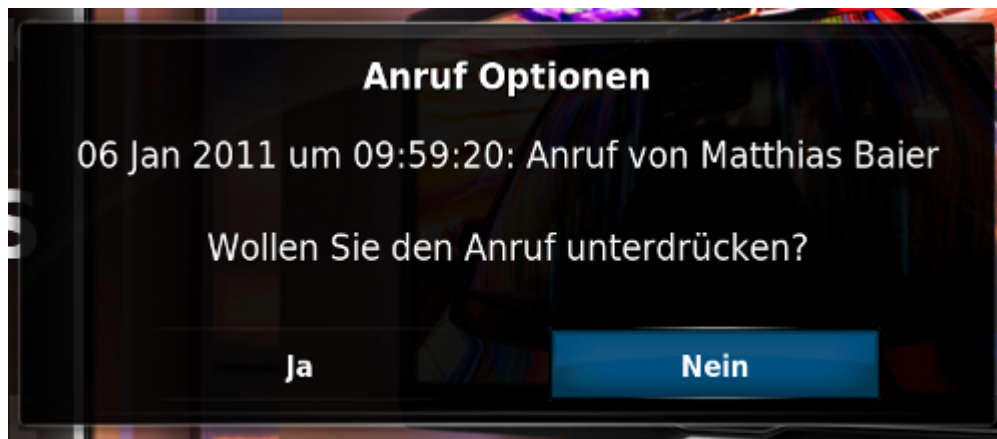 Anruf Optionen
06 Jan 2011 um 09:59:20: Anruf von Matthias Baier
Wollen Sie den Anruf unterdrücken?
Ja
Nein